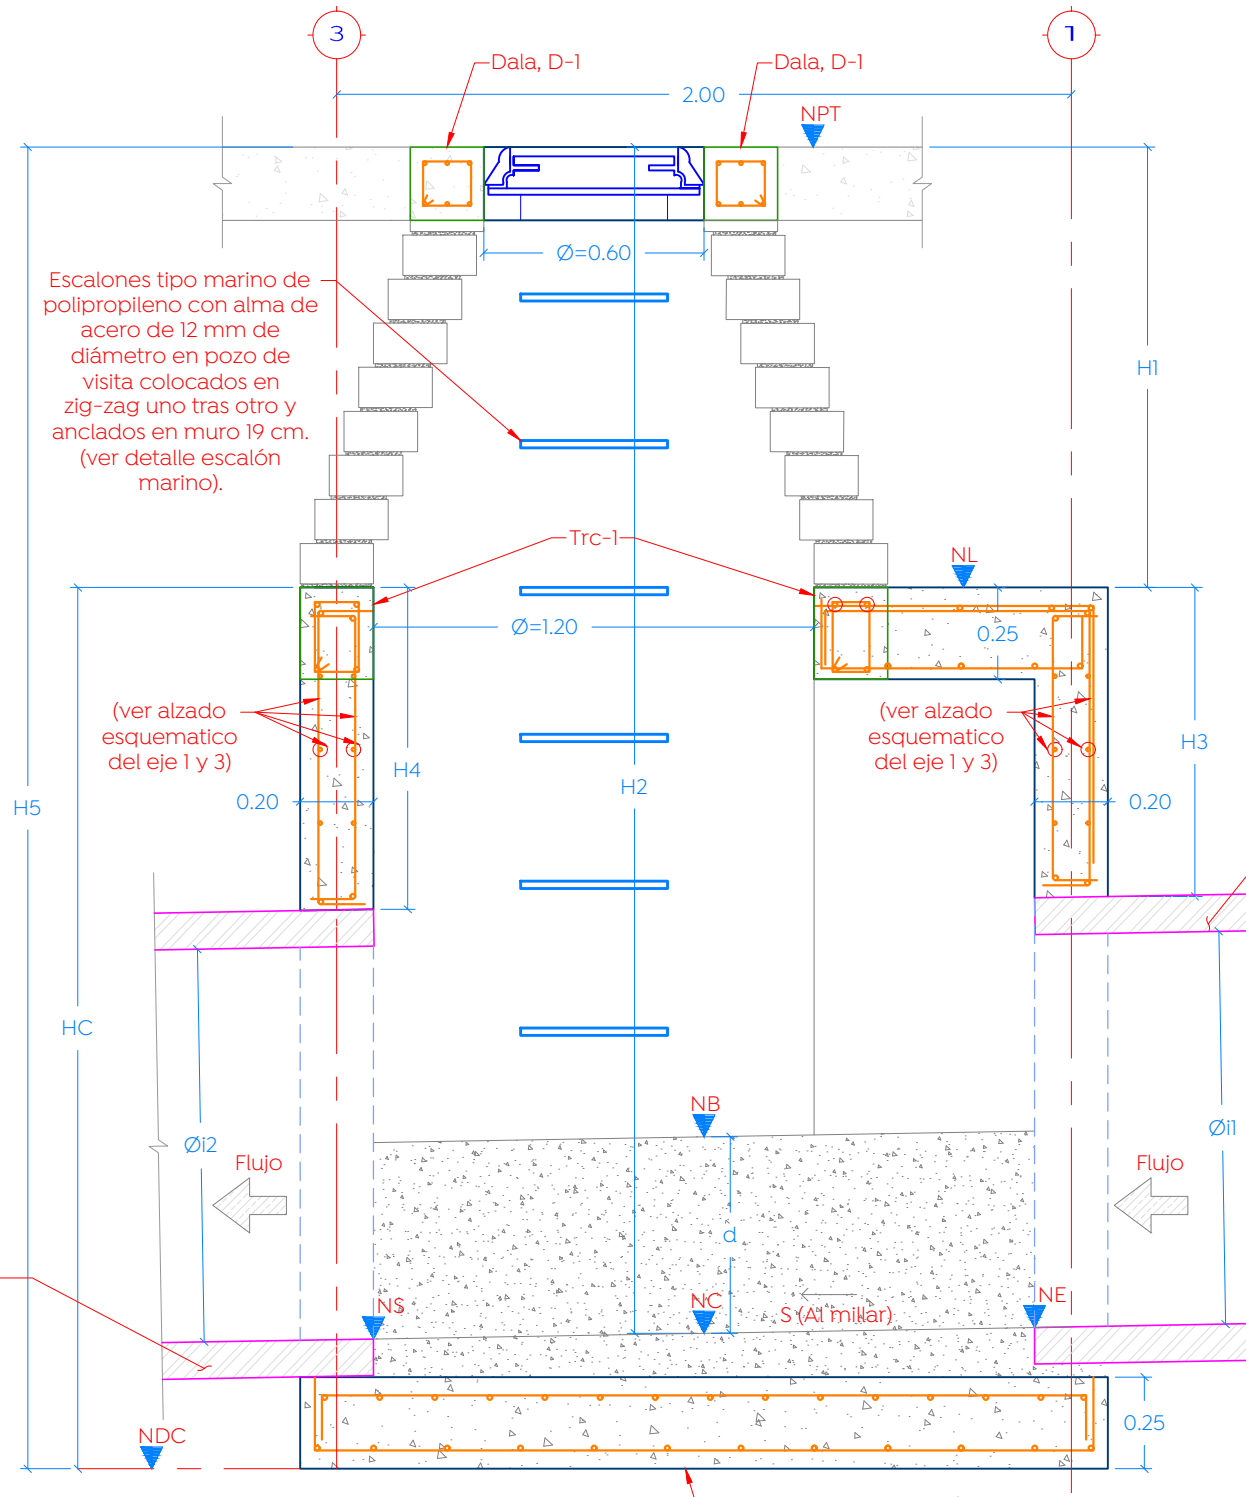 3
1
Dala, D-1
Dala, D-1
2.00
NPT
Ø=0.60
Escalones tipo marino de
polipropileno con alma de
acero de 12 mm de
diámetro en pozo de
visita colocados en
zig-zag uno tras otro y
anclados en muro 19 cm.
(ver detalle escalón
marino).
H1
Trc-1
NL
Ø=1.20
0.25
(ver alzado
esquematico
del eje 1 y 3)
(ver alzado
esquematico
del eje 1 y 3)
H4
H3
H2
H5
0.20
0.20
HC
NB
Øi2
Øi1
Flujo
Flujo
d
NS
NC
S (Al millar)
NE
NDC
0.25